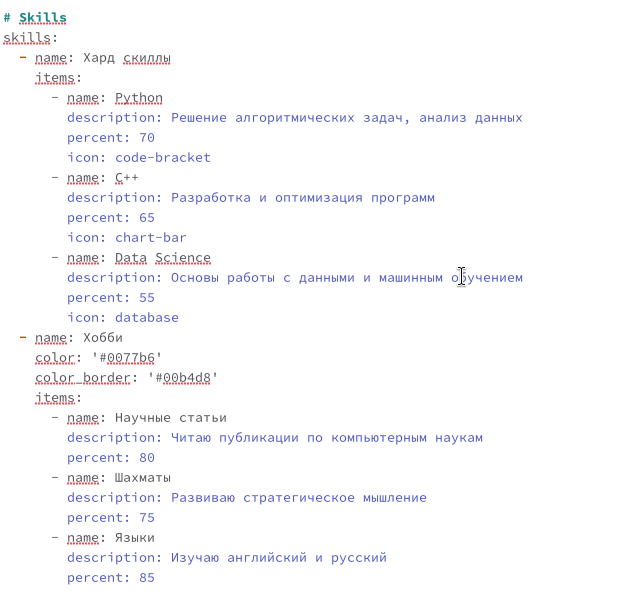 # Skills
skills:
- name: Хард скиллы
items:
- name: Python
description: Решение алгоритмических задач, анализ данных
percent: 70
icon: code-bracket
- name: C++
description: Разработка и оптимизация программ
percent: 65
icon: chart-bar
- name: Data Science
description: Основы работы с данными и машинным обучением
percent: 55
icon: database
- name: Хобби
color: '#0077b6'
color_border: '#00b4d8'
items:
- name: Научные статьи
description: Читаю публикации по компьютерным наукам
percent: 80
- name: Шахматы
description: Развиваю стратегическое мышление
percent: 75
- name: Языки
description: Изучаю английский и русский
percent: 85